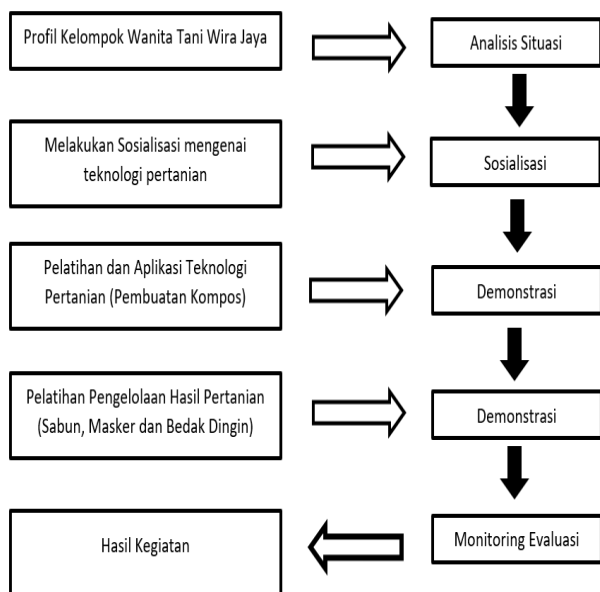 Profil Kelompok Wanita Tani Wira Jaya
Analisis Situasi
Melakukan Sosialisasi mengenai
teknologi pertanian
Sosialisasi
Pelatihan dan Aplikasi Teknologi
Pertanian (Pembuatan Kompos)
Demonstrasi
Pelatihan Pengelolaan Hasil Pertanian
(Sabun, Masker dan Bedak Dingin)
Demonstrasi
Hasil Kegiatan
Monitoring Evaluasi